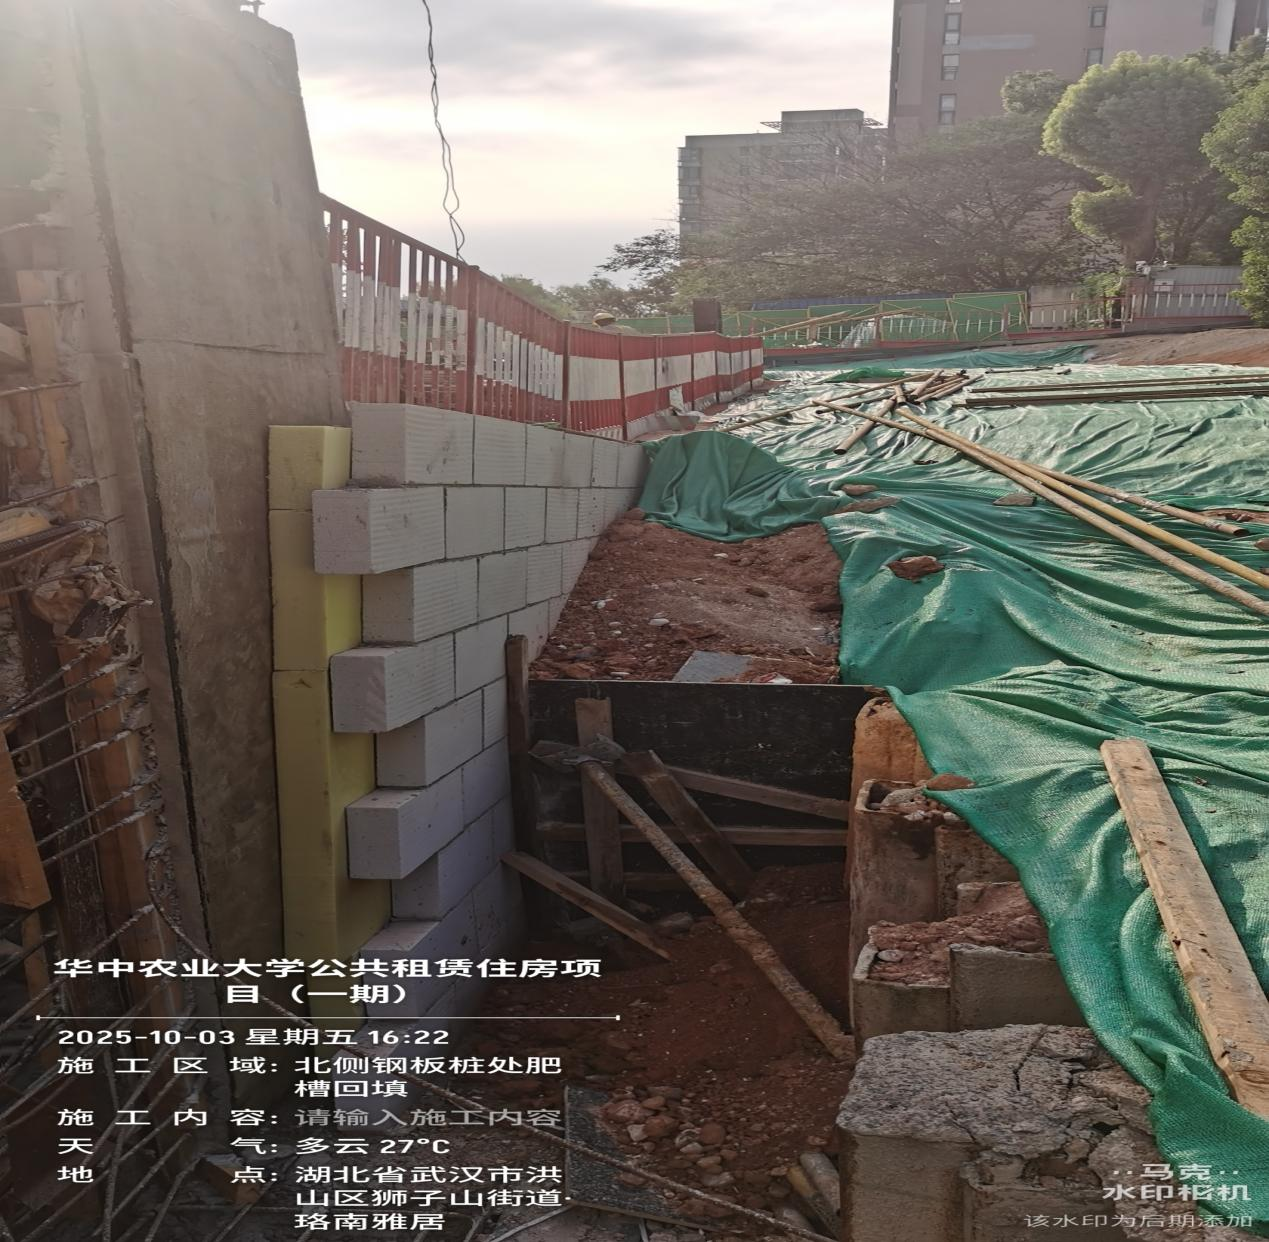 华中农业大学公共租赁住房项
目（一期）
2025-10-03 星期五 16:22
施工区域：北侧钢板桩处肥
槽回填
施工内容：请输入施工内容
天气：多云 27℃
地点：湖北省武汉市洪
山区狮子山街道·
珞南雅居
马克
水印相机
该水印为后期添加